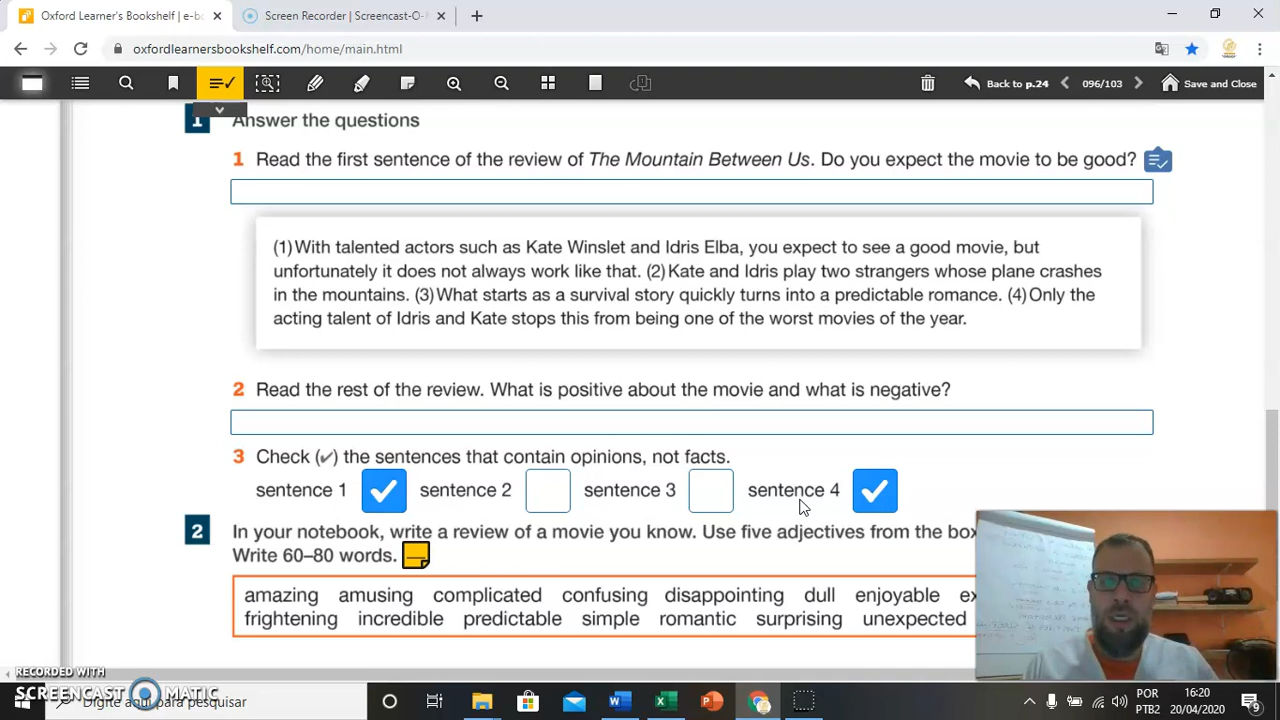 Oxford Learner's Bookshelf | e-bo
Screen Recorder | Screencast-O-M
oxfordlearnersbookshelf.com/home/main.html
Back to p.24
096/103
Save and Close
1 Answer the questions
1 Read the first sentence of the review of The Mountain Between Us. Do you expect the movie to be good?
(1)With talented actors such as Kate Winslet and Idris Elba, you expect to see a good movie, but
unfortunately it does not always work like that. (2)Kate and Idris play two strangers whose plane crashes
in the mountains. (3)What starts as a survival story quickly turns into a predictable romance. (4)Only the
acting talent of Idris and Kate stops this from being one of the worst movies of the year.
2 Read the rest of the review. What is positive about the movie and what is negative?
3 Check (✓) the sentences that contain opinions, not facts.
sentence 1 sentence 2 sentence 3 sentence 4
2 In your notebook, write a review of a movie you know. Use five adjectives from the box
Write 60–80 words.
amazing amusing complicated confusing disappointing dull enjoyable ex
frightening incredible predictable simple romantic surprising unexpected
RECORDED WITH
SCREENCAST MATIC
Digite aqui para pesquisar
POR
PTB2
16:20
20/04/2020
9